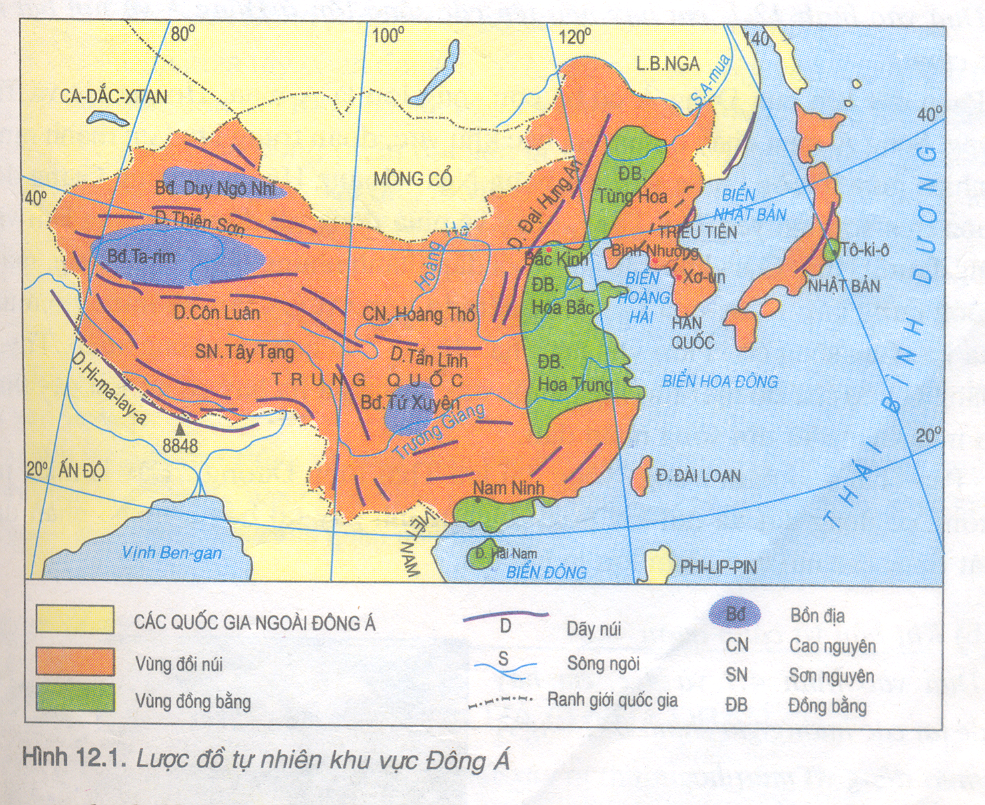 80º
100º
120º
140
L.B.NGA
S.A-mua
CA-DẮC-XTAN
40º
MÔNG CỔ
ĐB.
Tùng Hoa
D. Đại Hưng An
Bđ. Duy Ngô Nhĩ
40º
D.Thiên Sơn
BIỂN
NHẬT BẢN
TRIỀU TIÊN
Hoàng Hà
Bđ.Ta-rim
Bắc Kinh
Bình Nhưỡng
Tô-ki-ô
Xơ-un
BIỂN
HOÀNG
HẢI
NHẬT BẢN
ĐB.
Hoa Bắc
D.Côn Luân
CN. Hoàng Thổ
HÀN
QUỐC
SN.Tây Tạng
D.Tần Lĩnh
ĐB.
Hoa Trung
TRUNG QUỐC
BIỂN HOA ĐÔNG
THÁI BÌNH DƯƠNG
D.Hi-ma-lay-a
Bđ.Tứ Xuyên
Trường Giang
8848
20º
20º
ẤN ĐỘ
Nam Ninh
Đ.ĐÀI LOAN
VIỆT NAM
Vịnh Ben-gan
Đ. Hải Nam
BIỂN ĐÔNG
PHI-LIP-PIN
CÁC QUỐC GIA NGOÀI ĐÔNG Á
Vùng đồi núi
Vùng đồng bằng
D
Dãy núi
S
Sông ngòi
Ranh giới quốc gia
Bđ
Bồn địa
CN
Cao nguyên
SN
Sơn nguyên
ĐB
Đồng bằng
Hình 12.1. Lược đồ tự nhiên khu vực Đông Á